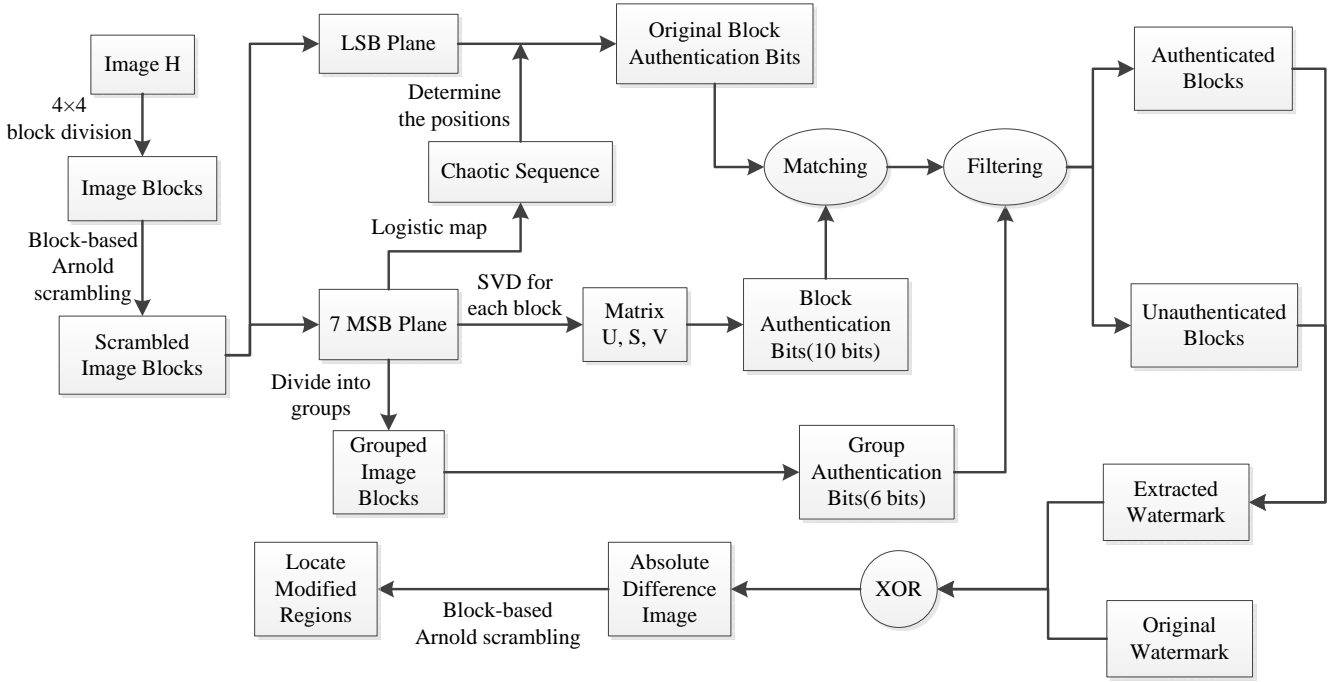 Image H
4×4
block division
Image Blocks
Block-based
Arnold
scrambling
Scrambled
Image Blocks
LSB Plane
Determine
the positions
Chaotic Sequence
Logistic map
7 MSB Plane
SVD for
each block
Divide into
groups
Grouped
Image
Blocks
Matrix
U, S, V
Original Block
Authentication Bits
Matching
Block
Authentication
Bits(10 bits)
Group
Authentication
Bits(6 bits)
Filtering
Authenticated
Blocks
Unauthenticated
Blocks
Extracted
Watermark
Original
Watermark
XOR
Absolute
Difference
Image
Block-based
Arnold scrambling
Locate
Modified
Regions